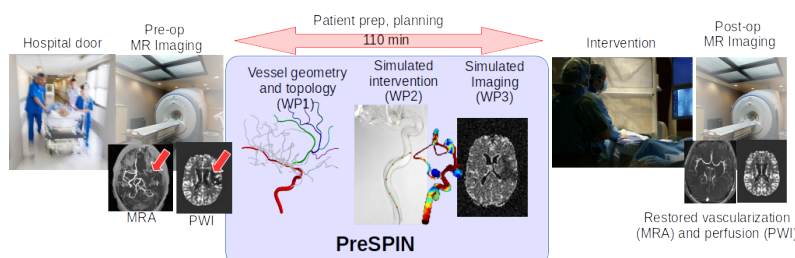 Patient prep, planning
110 min
Hospital door
Pre-op
MR Imaging
MRA
PWI
Vessel geometry
and topology
(WP1)
Simulated
intervention
(WP2)
Simulated
Imaging
(WP3)
PreSPIN
Intervention
Post-op
MR Imaging
Restored vascularization
(MRA) and perfusion (PWI)